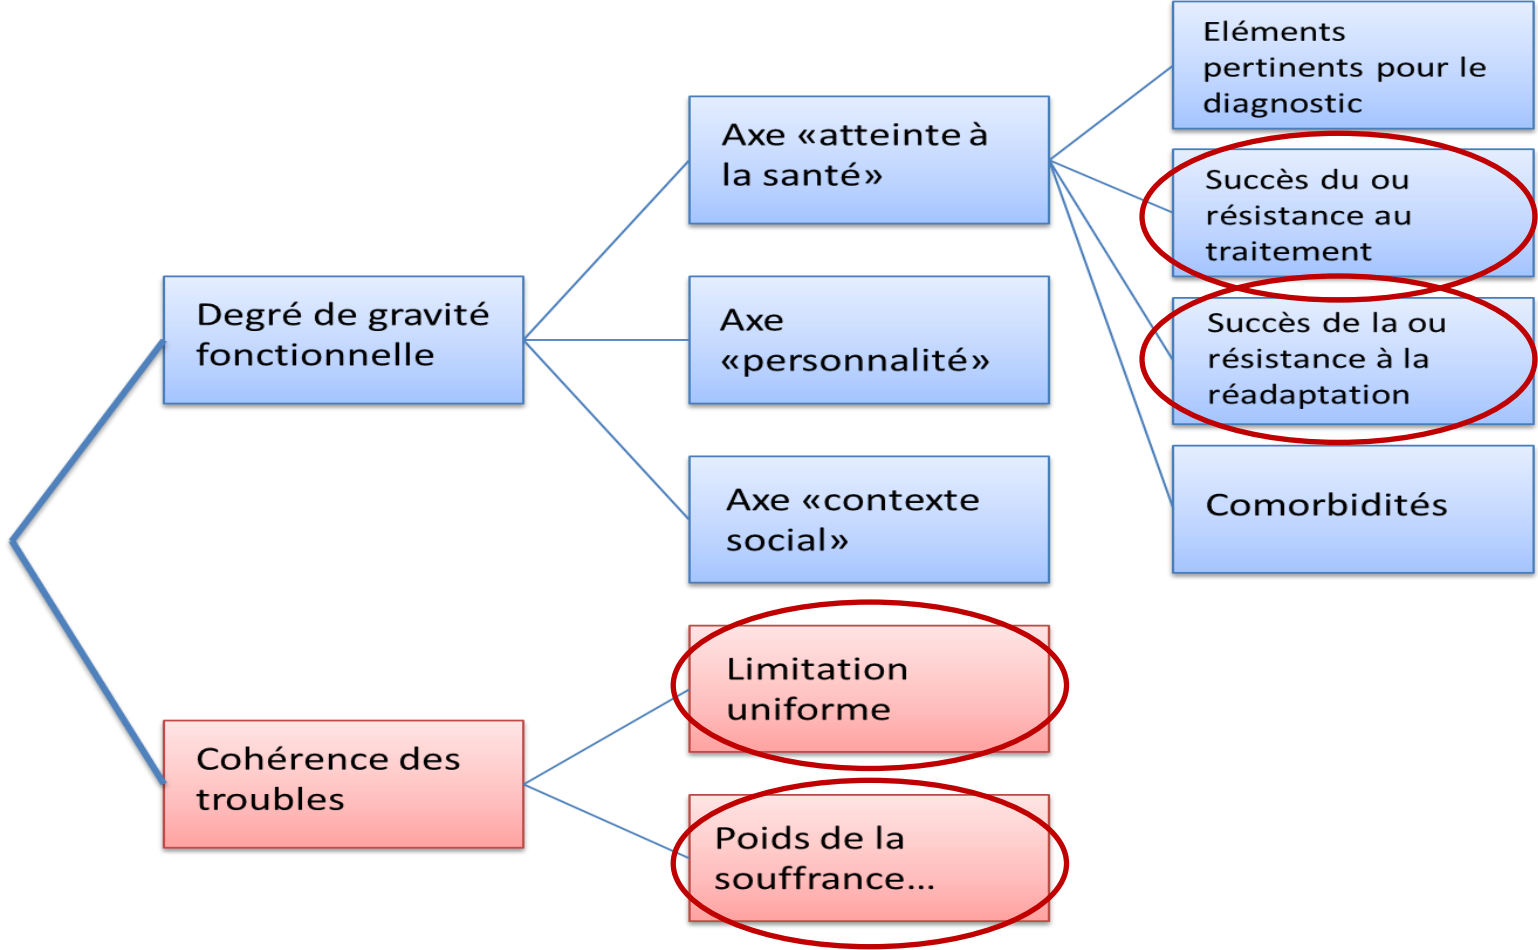 Degré de gravité
fonctionnelle
Axe «atteinte à
la santé»
Eléments
pertinents pour le
diagnostic
Succès du ou
résistance au
traitement
Succès de la ou
résistance à la
réadaptation
Comorbidités
Axe
«personnalité»
Axe «contexte
social»
Cohérence des
troubles
Limitation
uniforme
Poids de la
souffrance...